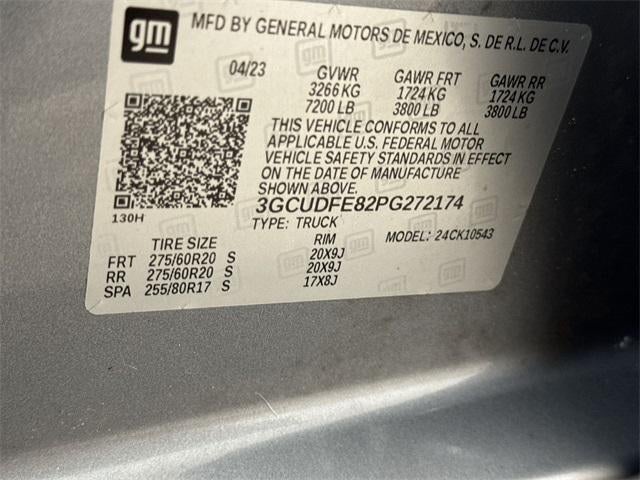 gm
MFD BY GENERAL MOTORS DE MEXICO, S. DE R.L. DE C.V.
04/23 GVWR GAWR FRT GAWR RR
3266 KG 1724 KG 1724 KG
7200 LB 3800 LB 3800 LB
THIS VEHICLE CONFORMS TO ALL
APPLICABLE U.S. FEDERAL MOTOR
VEHICLE SAFETY STANDARDS IN EFFECT
ON THE DATE OF MANUFACTURE
SHOWN ABOVE.
130H 3GCUDFE82PG272174
TYPE: TRUCK MODEL: 24CK10543
TIRE SIZE RIM
FRT 275/60R20 S 20X9J
RR 275/60R20 S 20X9J
SPA 255/80R17 S 17X8J